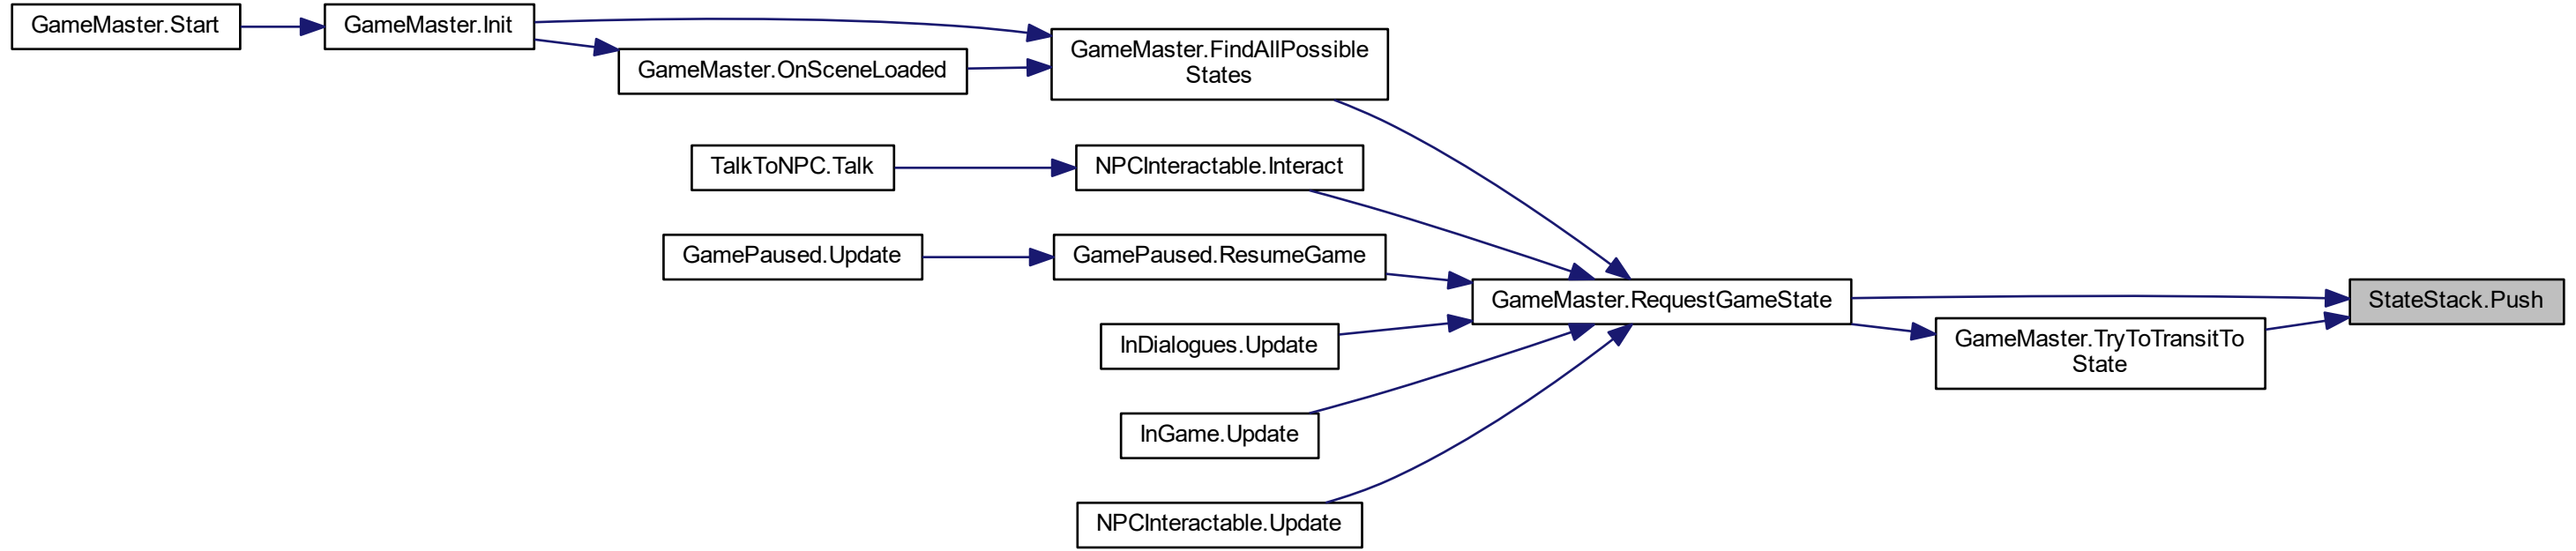 GameMaster.Start
GameMaster.Init
GameMaster.OnSceneLoaded
GameMaster.FindAllPossible
States
TalkToNPC.Talk
NPCInteractable.Interact
GamePaused.Update
GamePaused.ResumeGame
GameMaster.RequestGameState
StateStack.Push
InDialogues.Update
GameMaster.TryToTransitTo
State
InGame.Update
NPCInteractable.Update